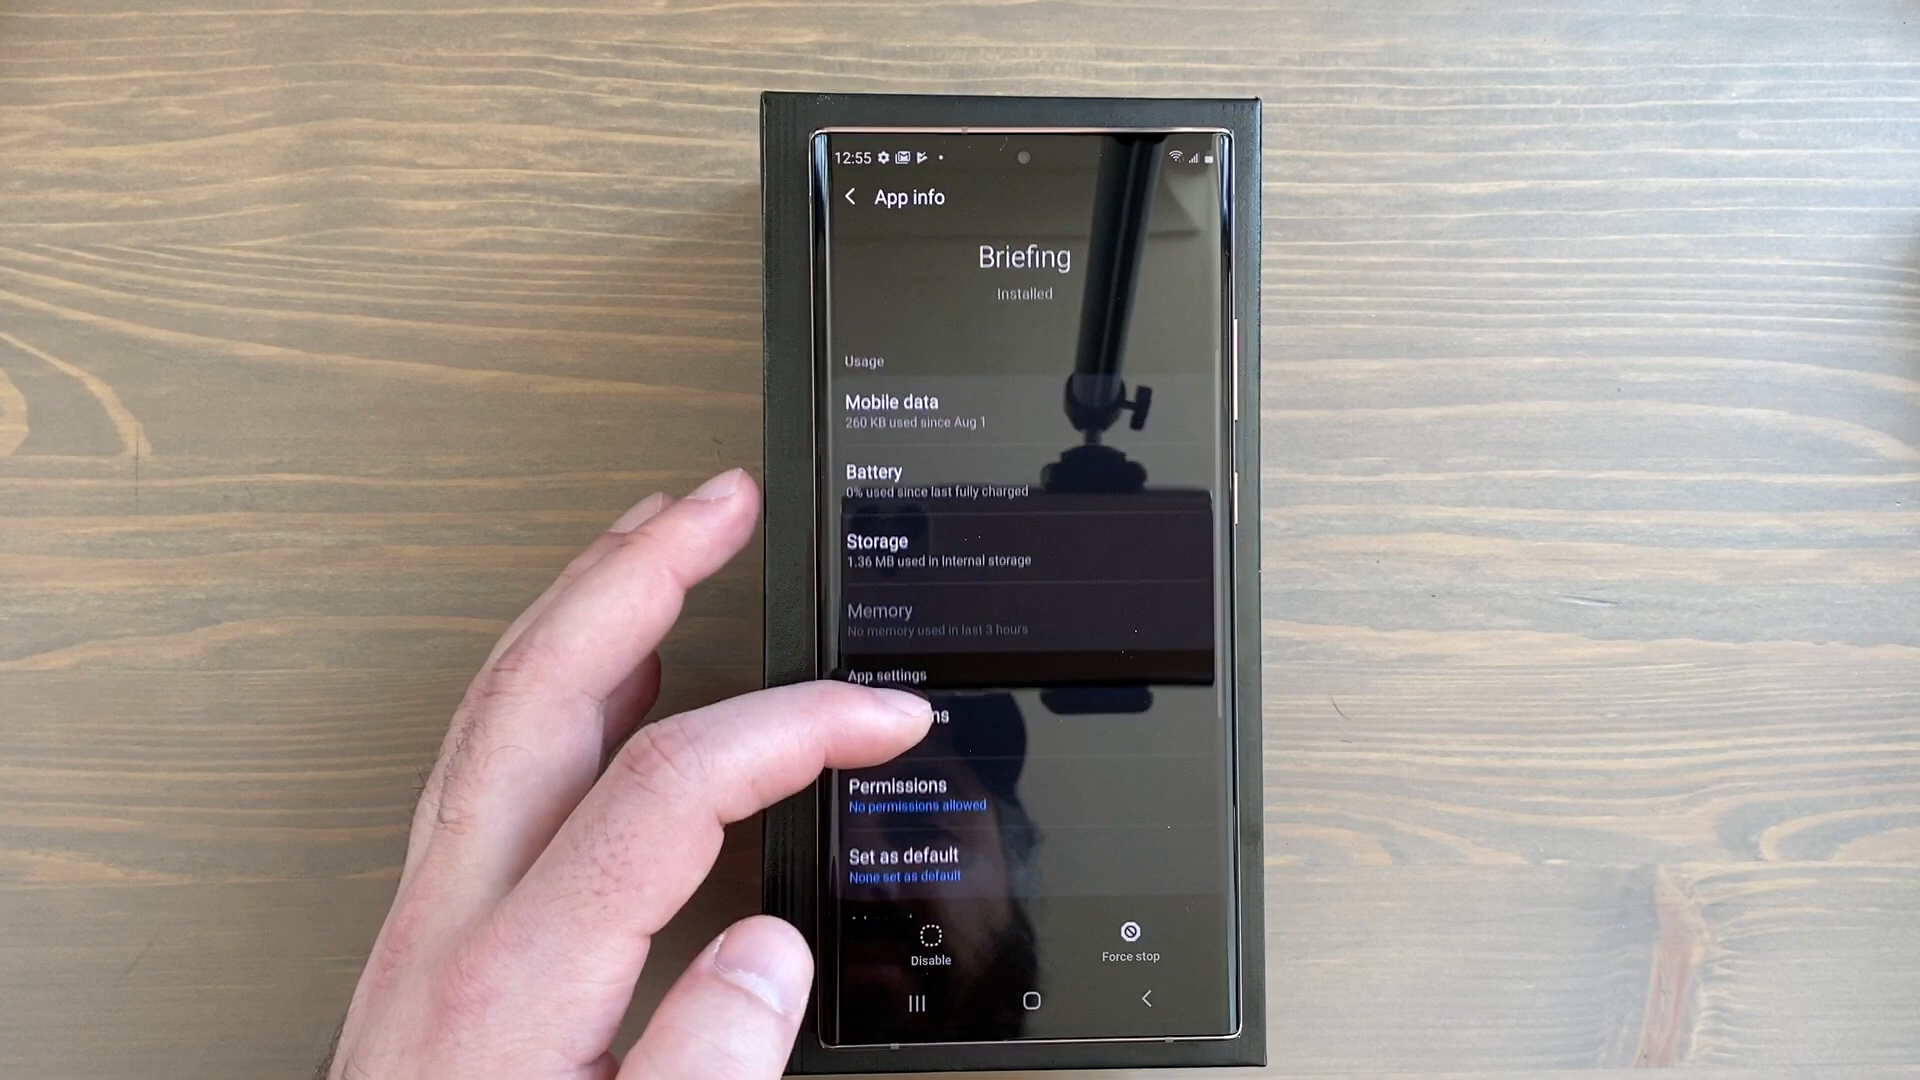 12:55
App info
Briefing
Installed
Usage
Mobile data
260 KB used since Aug 1
Battery
0% used since last fully charged
Storage
1.36 MB used in Internal storage
Memory
No memory used in last 3 hours
App settings
Permissions
No permissions allowed
Set as default
None set as default
Disable
Force stop